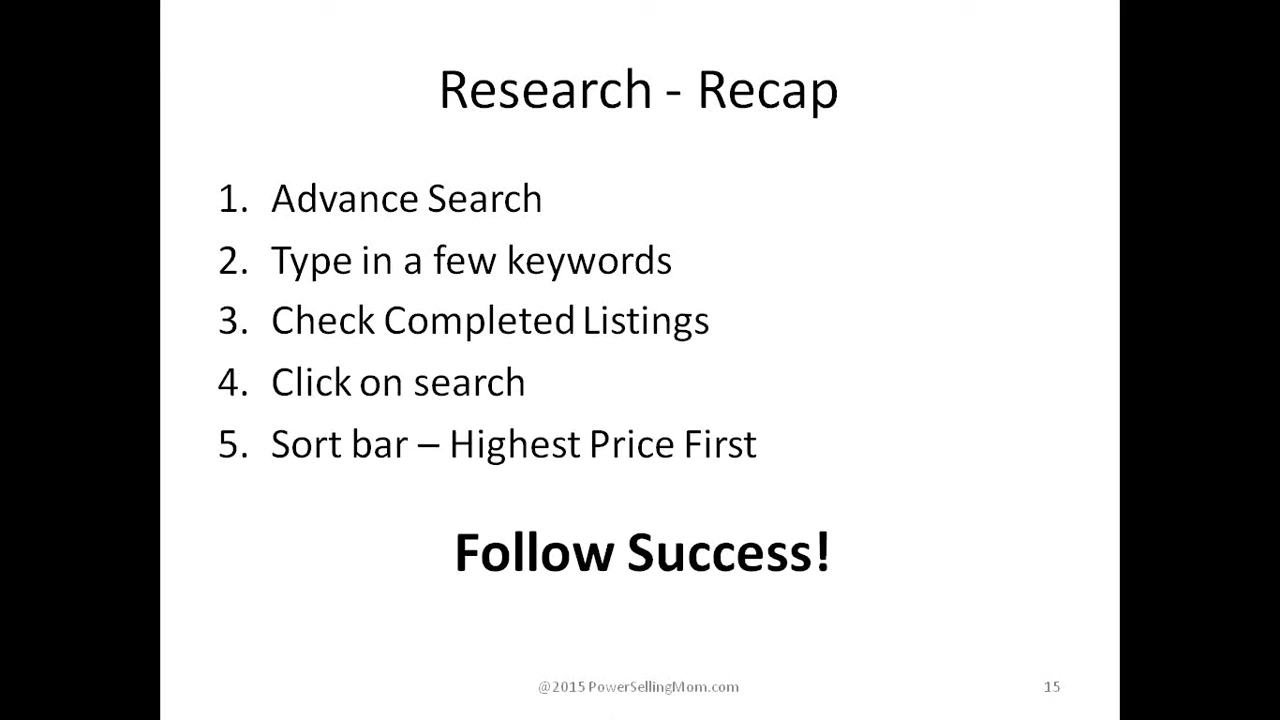 Research - Recap
1. Advance Search
2. Type in a few keywords
3. Check Completed Listings
4. Click on search
5. Sort bar – Highest Price First
Follow Success!
@2015 PowerSellingMom.com
15